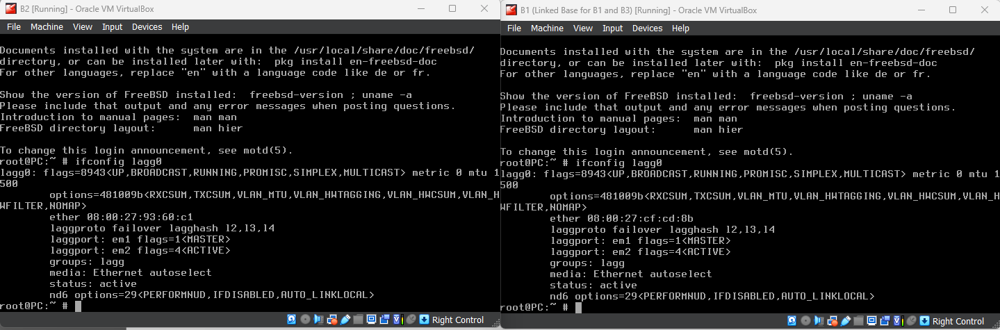 B2 [Running] - Oracle VM VirtualBox
File Machine View Input Devices Help
Documents installed with the system are in the /usr/local/share/doc/freebsd/
directory, or can be installed later with:  pkg install en-freebsd-doc
For other languages, replace "en" with a language code like de or fr.
Show the version of FreeBSD installed:  freebsd-version ; uname -a
Please include that output and any error messages when posting questions.
Introduction to manual pages:  man man
FreeBSD directory layout:      man hier
To change this login announcement, see motd(5).
root@PC:~ # ifconfig lagg0
lagg0: flags=8943<UP,BROADCAST,RUNNING,PROMISC,SIMPLEX,MULTICAST> metric 0 mtu 1
500
options=481009b<RXCSUM,TXCSUM,VLAN_MTU,VLAN_HWTAGGING,VLAN_HWCSUM,VLAN_H
WFILTER,NOMAP>
ether 08:00:27:93:60:c1
laggproto failover lagghash l2,l3,l4
laggport: em1 flags=1<MASTER>
laggport: em2 flags=4<ACTIVE>
groups: lagg
media: Ethernet autoselect
status: active
nd6 options=29<PERFORMNUD,IFDISABLED,AUTO_LINKLOCAL>
root@PC:~ #
Right Control
B1 (Linked Base for B1 and B3) [Running] - Oracle VM VirtualBox
File Machine View Input Devices Help
Documents installed with the system are in the /usr/local/share/doc/freebsd/
directory, or can be installed later with:  pkg install en-freebsd-doc
For other languages, replace "en" with a language code like de or fr.
Show the version of FreeBSD installed:  freebsd-version ; uname -a
Please include that output and any error messages when posting questions.
Introduction to manual pages:  man man
FreeBSD directory layout:      man hier
To change this login announcement, see motd(5).
root@PC:~ # ifconfig lagg0
lagg0: flags=8943<UP,BROADCAST,RUNNING,PROMISC,SIMPLEX,MULTICAST> metric 0 mtu 1
500
options=481009b<RXCSUM,TXCSUM,VLAN_MTU,VLAN_HWTAGGING,VLAN_HWCSUM,VLAN_H
WFILTER,NOMAP>
ether 08:00:27:cf:cd:8b
laggproto failover lagghash l2,l3,l4
laggport: em1 flags=1<MASTER>
laggport: em2 flags=4<ACTIVE>
groups: lagg
media: Ethernet autoselect
status: active
nd6 options=29<PERFORMNUD,IFDISABLED,AUTO_LINKLOCAL>
root@PC:~ #
Right Control